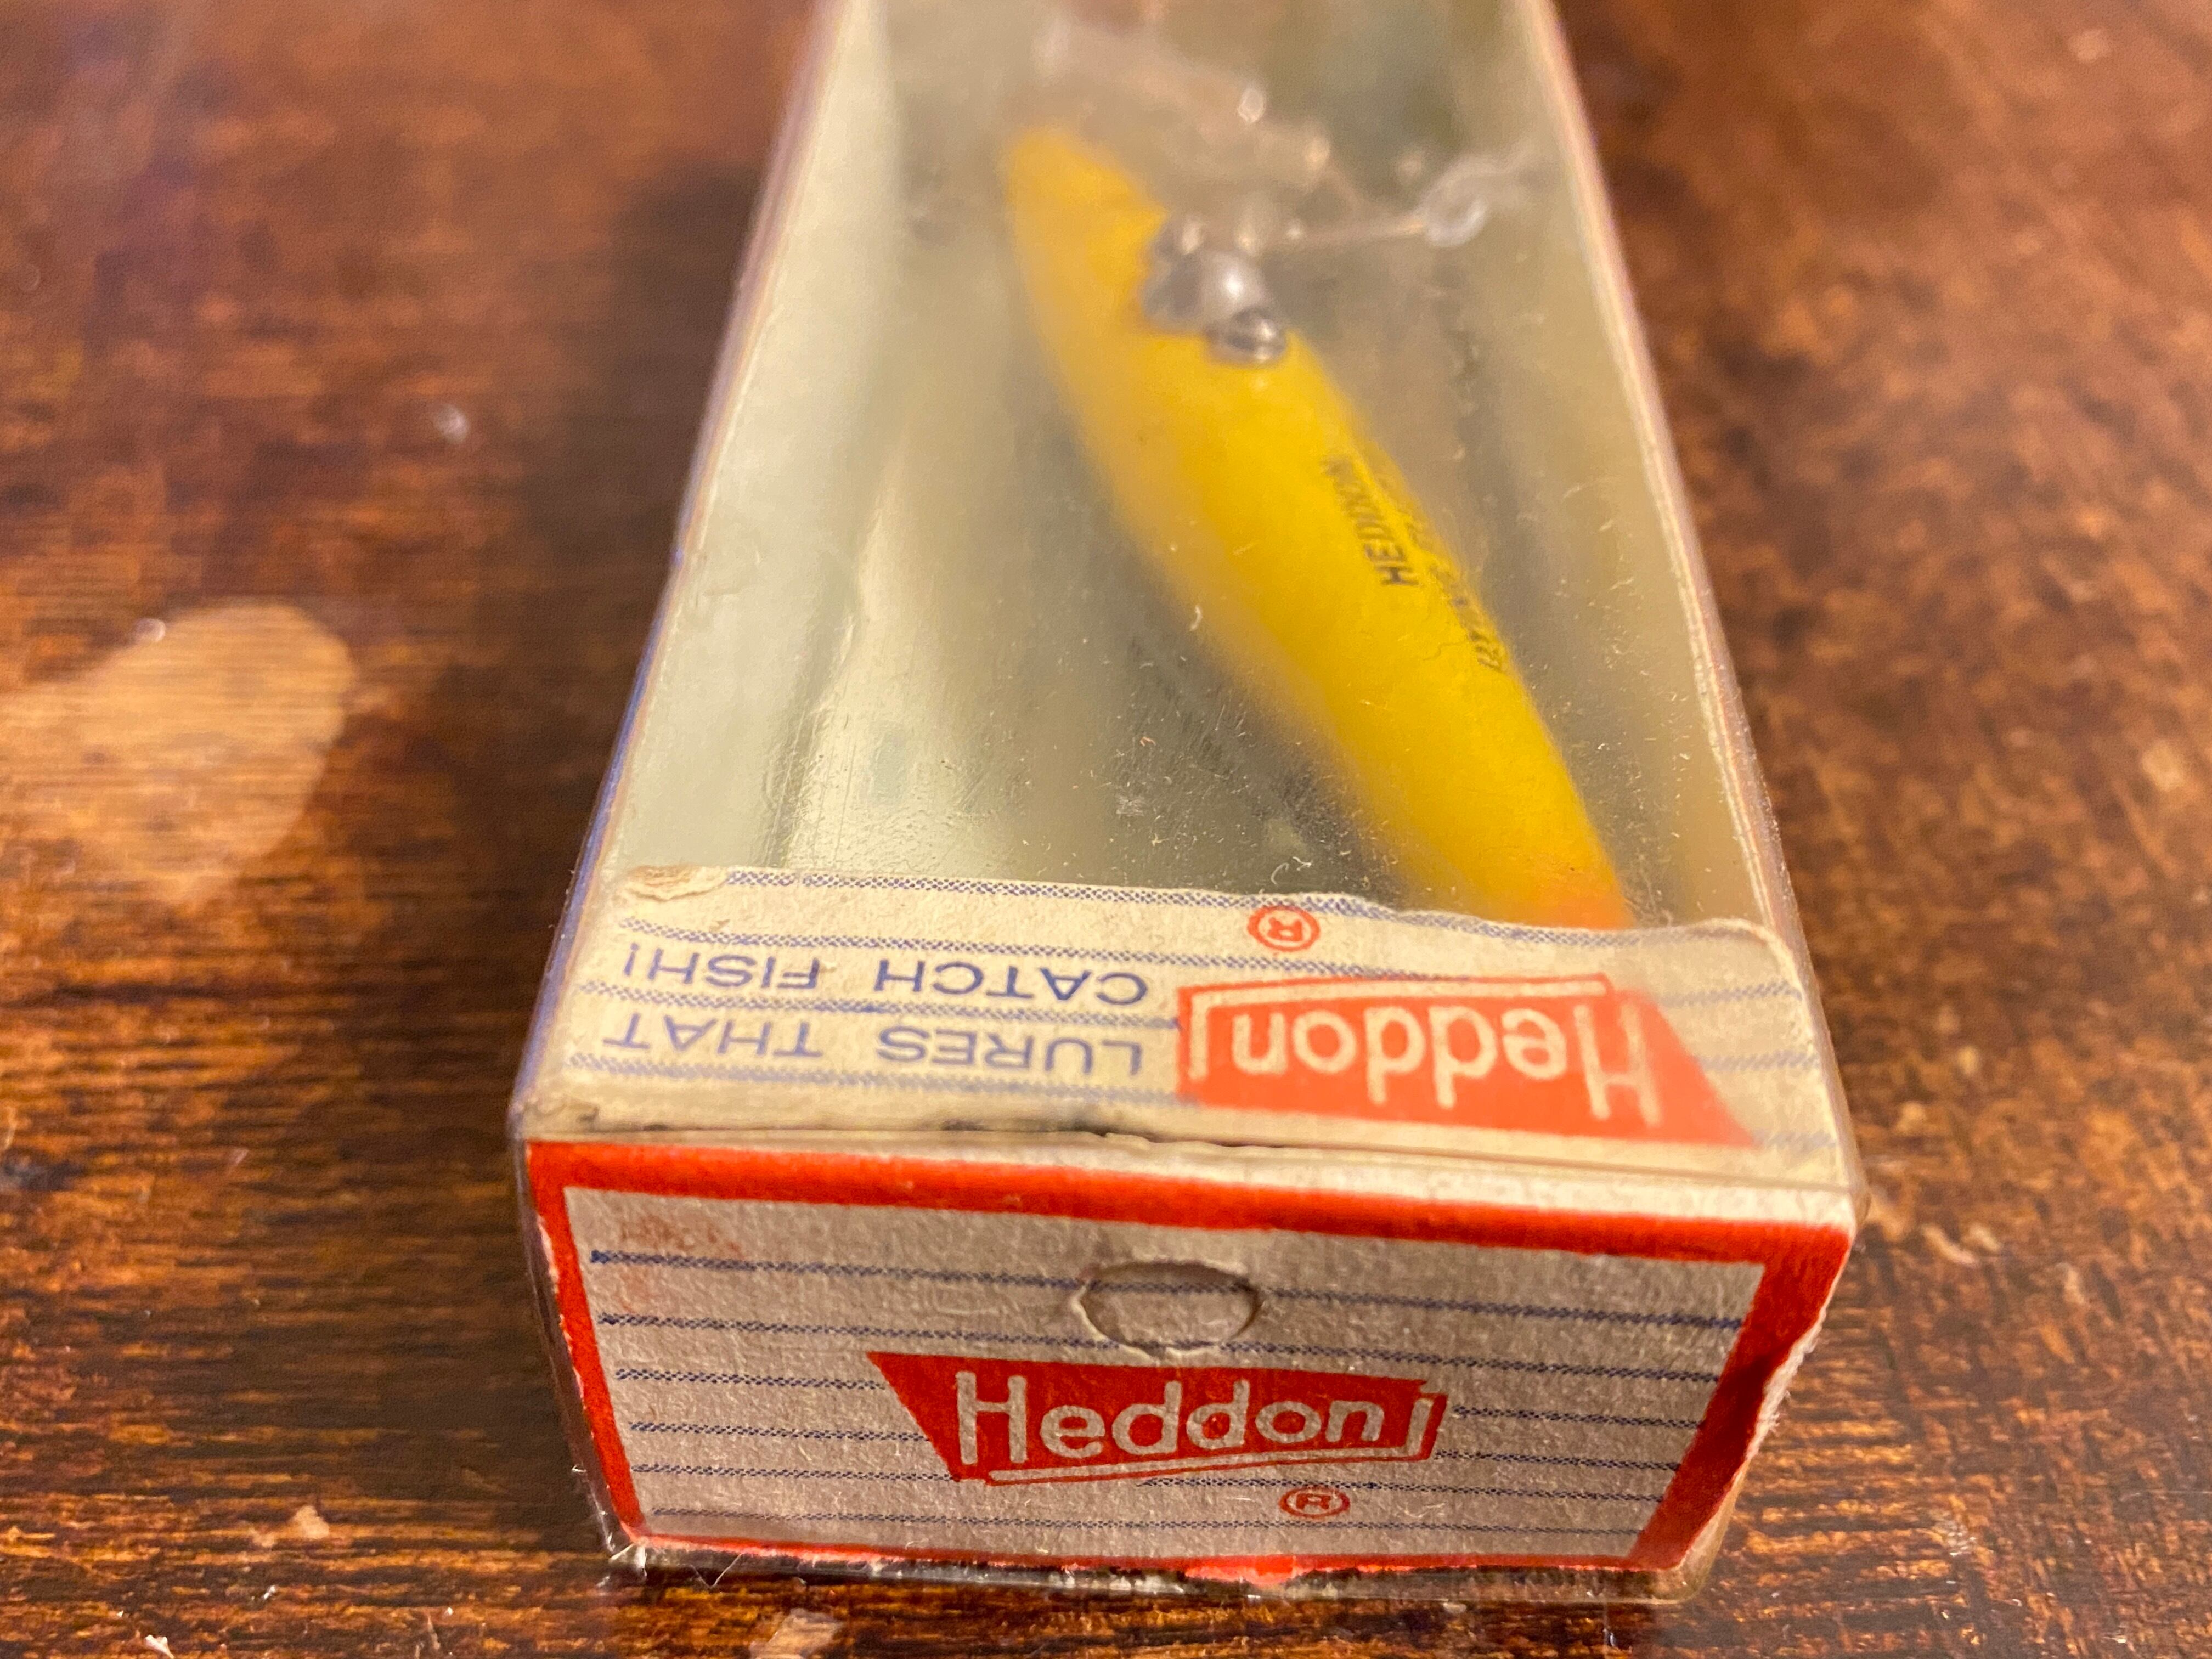 HEDDON
®
Heddon
LURES THAT
CATCH FISH!
Heddon
®